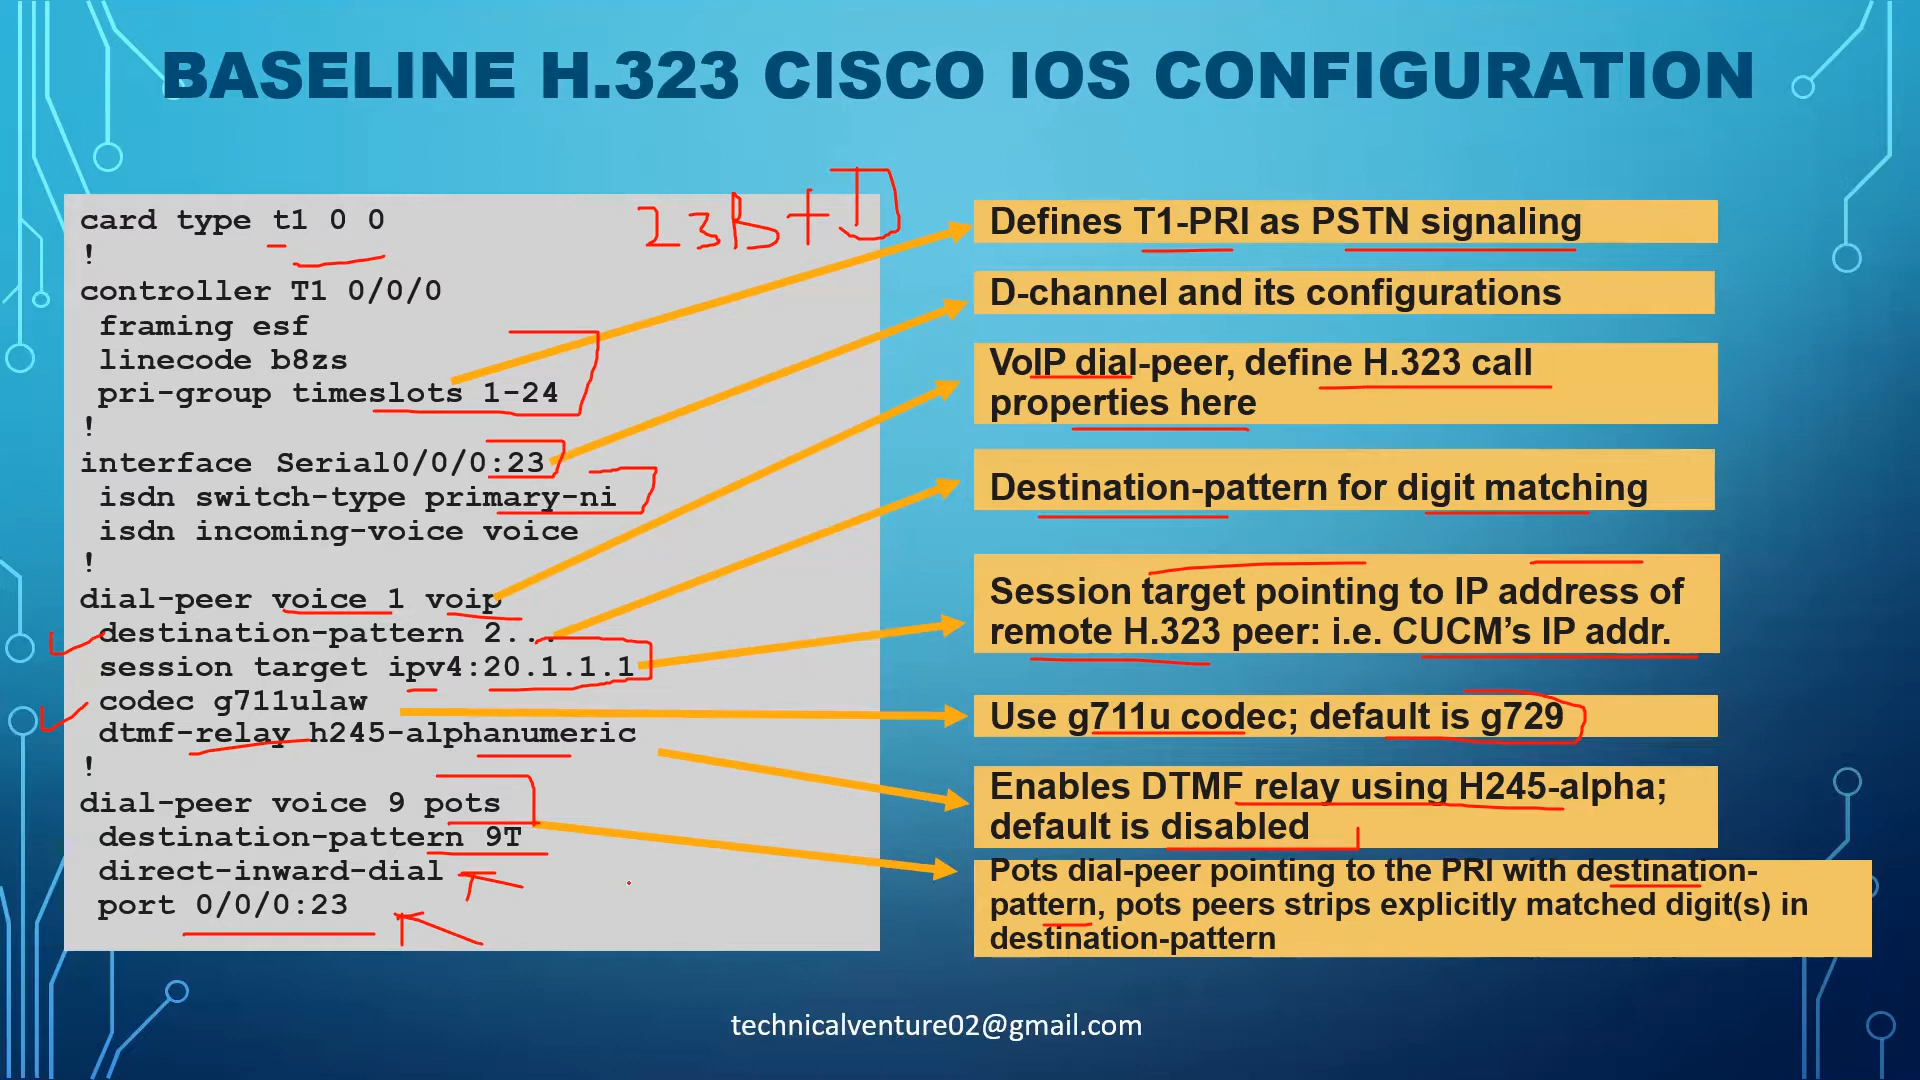 BASELINE H.323 CISCO IOS CONFIGURATION
23B+D
card type t1 0 0
!
controller T1 0/0/0
framing esf
linecode b8zs
pri-group timeslots 1-24
!
interface Serial0/0/0:23
isdn switch-type primary-ni
isdn incoming-voice voice
!
dial-peer voice 1 voip
destination-pattern 2...
session target ipv4:20.1.1.1
codec g711ulaw
dtmf-relay h245-alphanumeric
!
dial-peer voice 9 pots
destination-pattern 9T
direct-inward-dial
port 0/0/0:23
Defines T1-PRI as PSTN signaling
D-channel and its configurations
VoIP dial-peer, define H.323 call
properties here
Destination-pattern for digit matching
Session target pointing to IP address of
remote H.323 peer: i.e. CUCM's IP addr.
Use g711u codec; default is g729
Enables DTMF relay using H245-alpha;
default is disabled
Pots dial-peer pointing to the PRI with destination-
pattern, pots peers strips explicitly matched digit(s) in
destination-pattern
technicalventure02@gmail.com